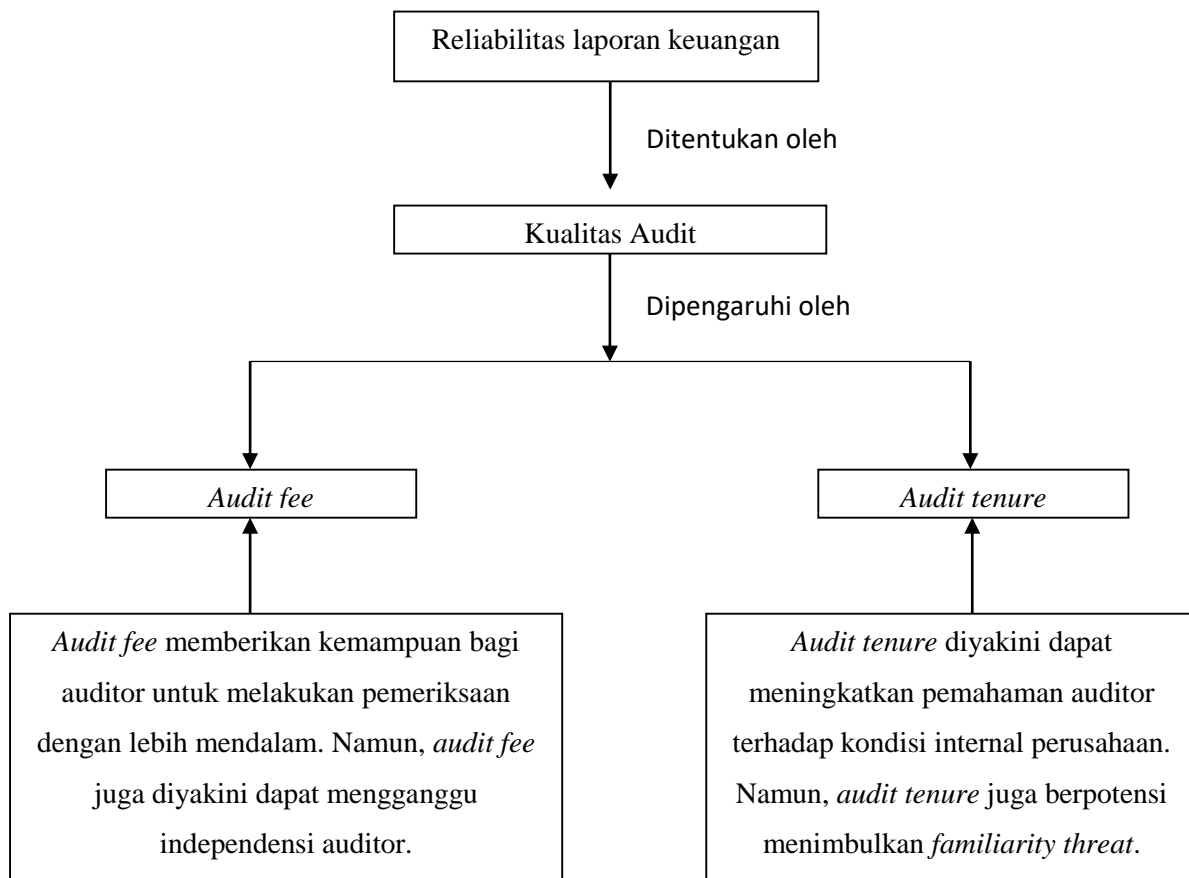 Reliabilitas laporan keuangan
Ditentukan oleh
Kualitas Audit
Dipengaruhi oleh
Audit fee
Audit tenure
Audit fee memberikan kemampuan bagi
auditor untuk melakukan pemeriksaan
dengan lebih mendalam. Namun, audit fee
juga diyakini dapat mengganggu
independensi auditor.
Audit tenure diyakini dapat
meningkatkan pemahaman auditor
terhadap kondisi internal perusahaan.
Namun, audit tenure juga berpotensi
menimbulkan familiarity threat.